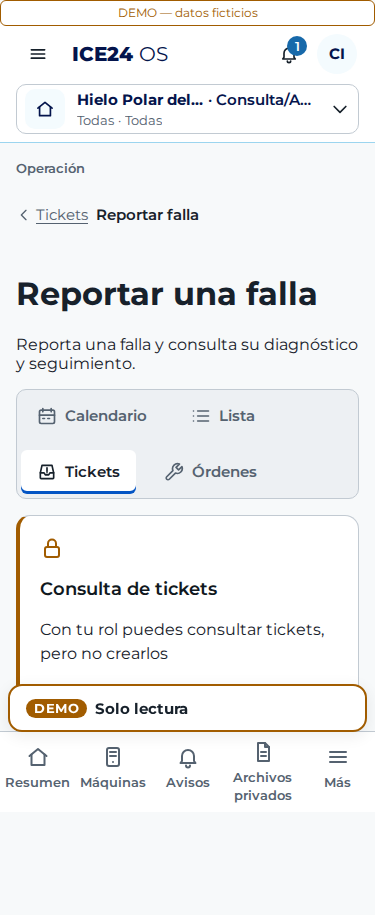 DEMO — datos ficticios
ICE24 OS
1
CI
Hielo Polar del... · Consulta/A...
Todas · Todas
Operación
Tickets Reportar falla
Reportar una falla
Reporta una falla y consulta su diagnóstico
y seguimiento.
Calendario Lista
Tickets Órdenes
Consulta de tickets
Con tu rol puedes consultar tickets,
pero no crearlos
DEMO Solo lectura
Resumen Máquinas Avisos Archivos privados Más